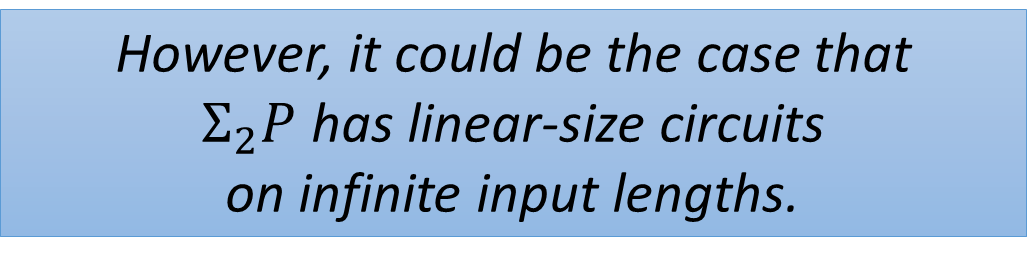 However, it could be the case that
Σ₂P has linear-size circuits
on infinite input lengths.